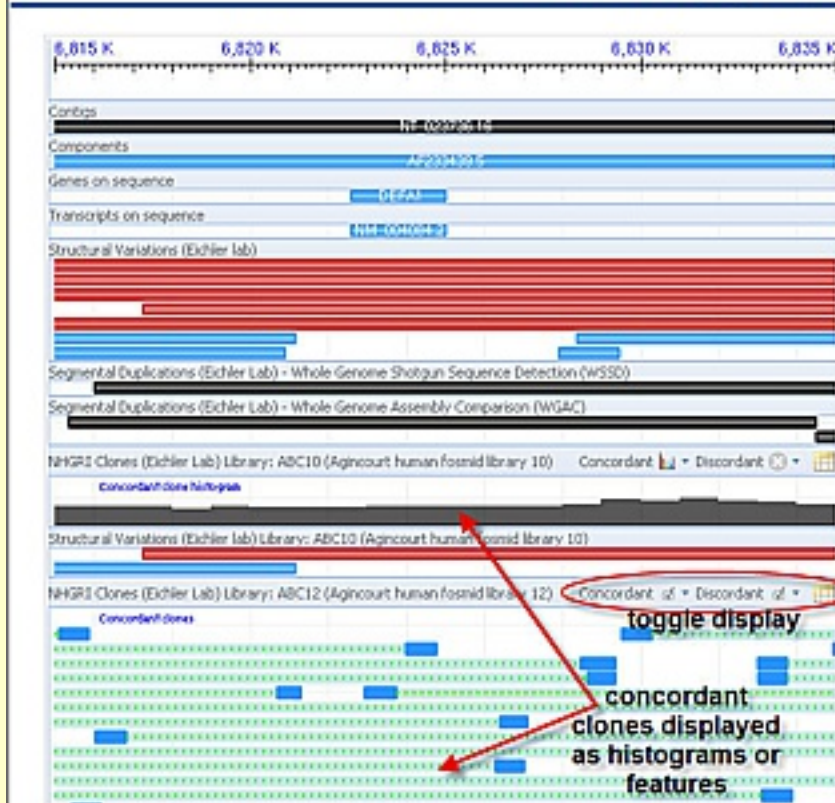 6,815 K 6,820 K 6,825 K 6,830 K 6,835 K
Contigs
Components
Genes on sequence
Transcripts on sequence
Structural Variations (Eichler lab)
Segmental Duplications (Eichler Lab) - Whole Genome Shotgun Sequence Detection (WSSD)
Segmental Duplications (Eichler Lab) - Whole Genome Assembly Comparison (WGAC)
NHGRI Clones (Eichler Lab) Library: ABC10 (Agincourt human fosmid library 10) Concordant Discordant
Concordant clone histogram
Structural Variations (Eichler lab) Library: ABC10 (Agincourt human fosmid library 10)
NHGRI Clones (Eichler Lab) Library: ABC12 (Agincourt human fosmid library 12) Concordant Discordant
Concordant clones
toggle display
concordant
clones displayed
as histograms or
features